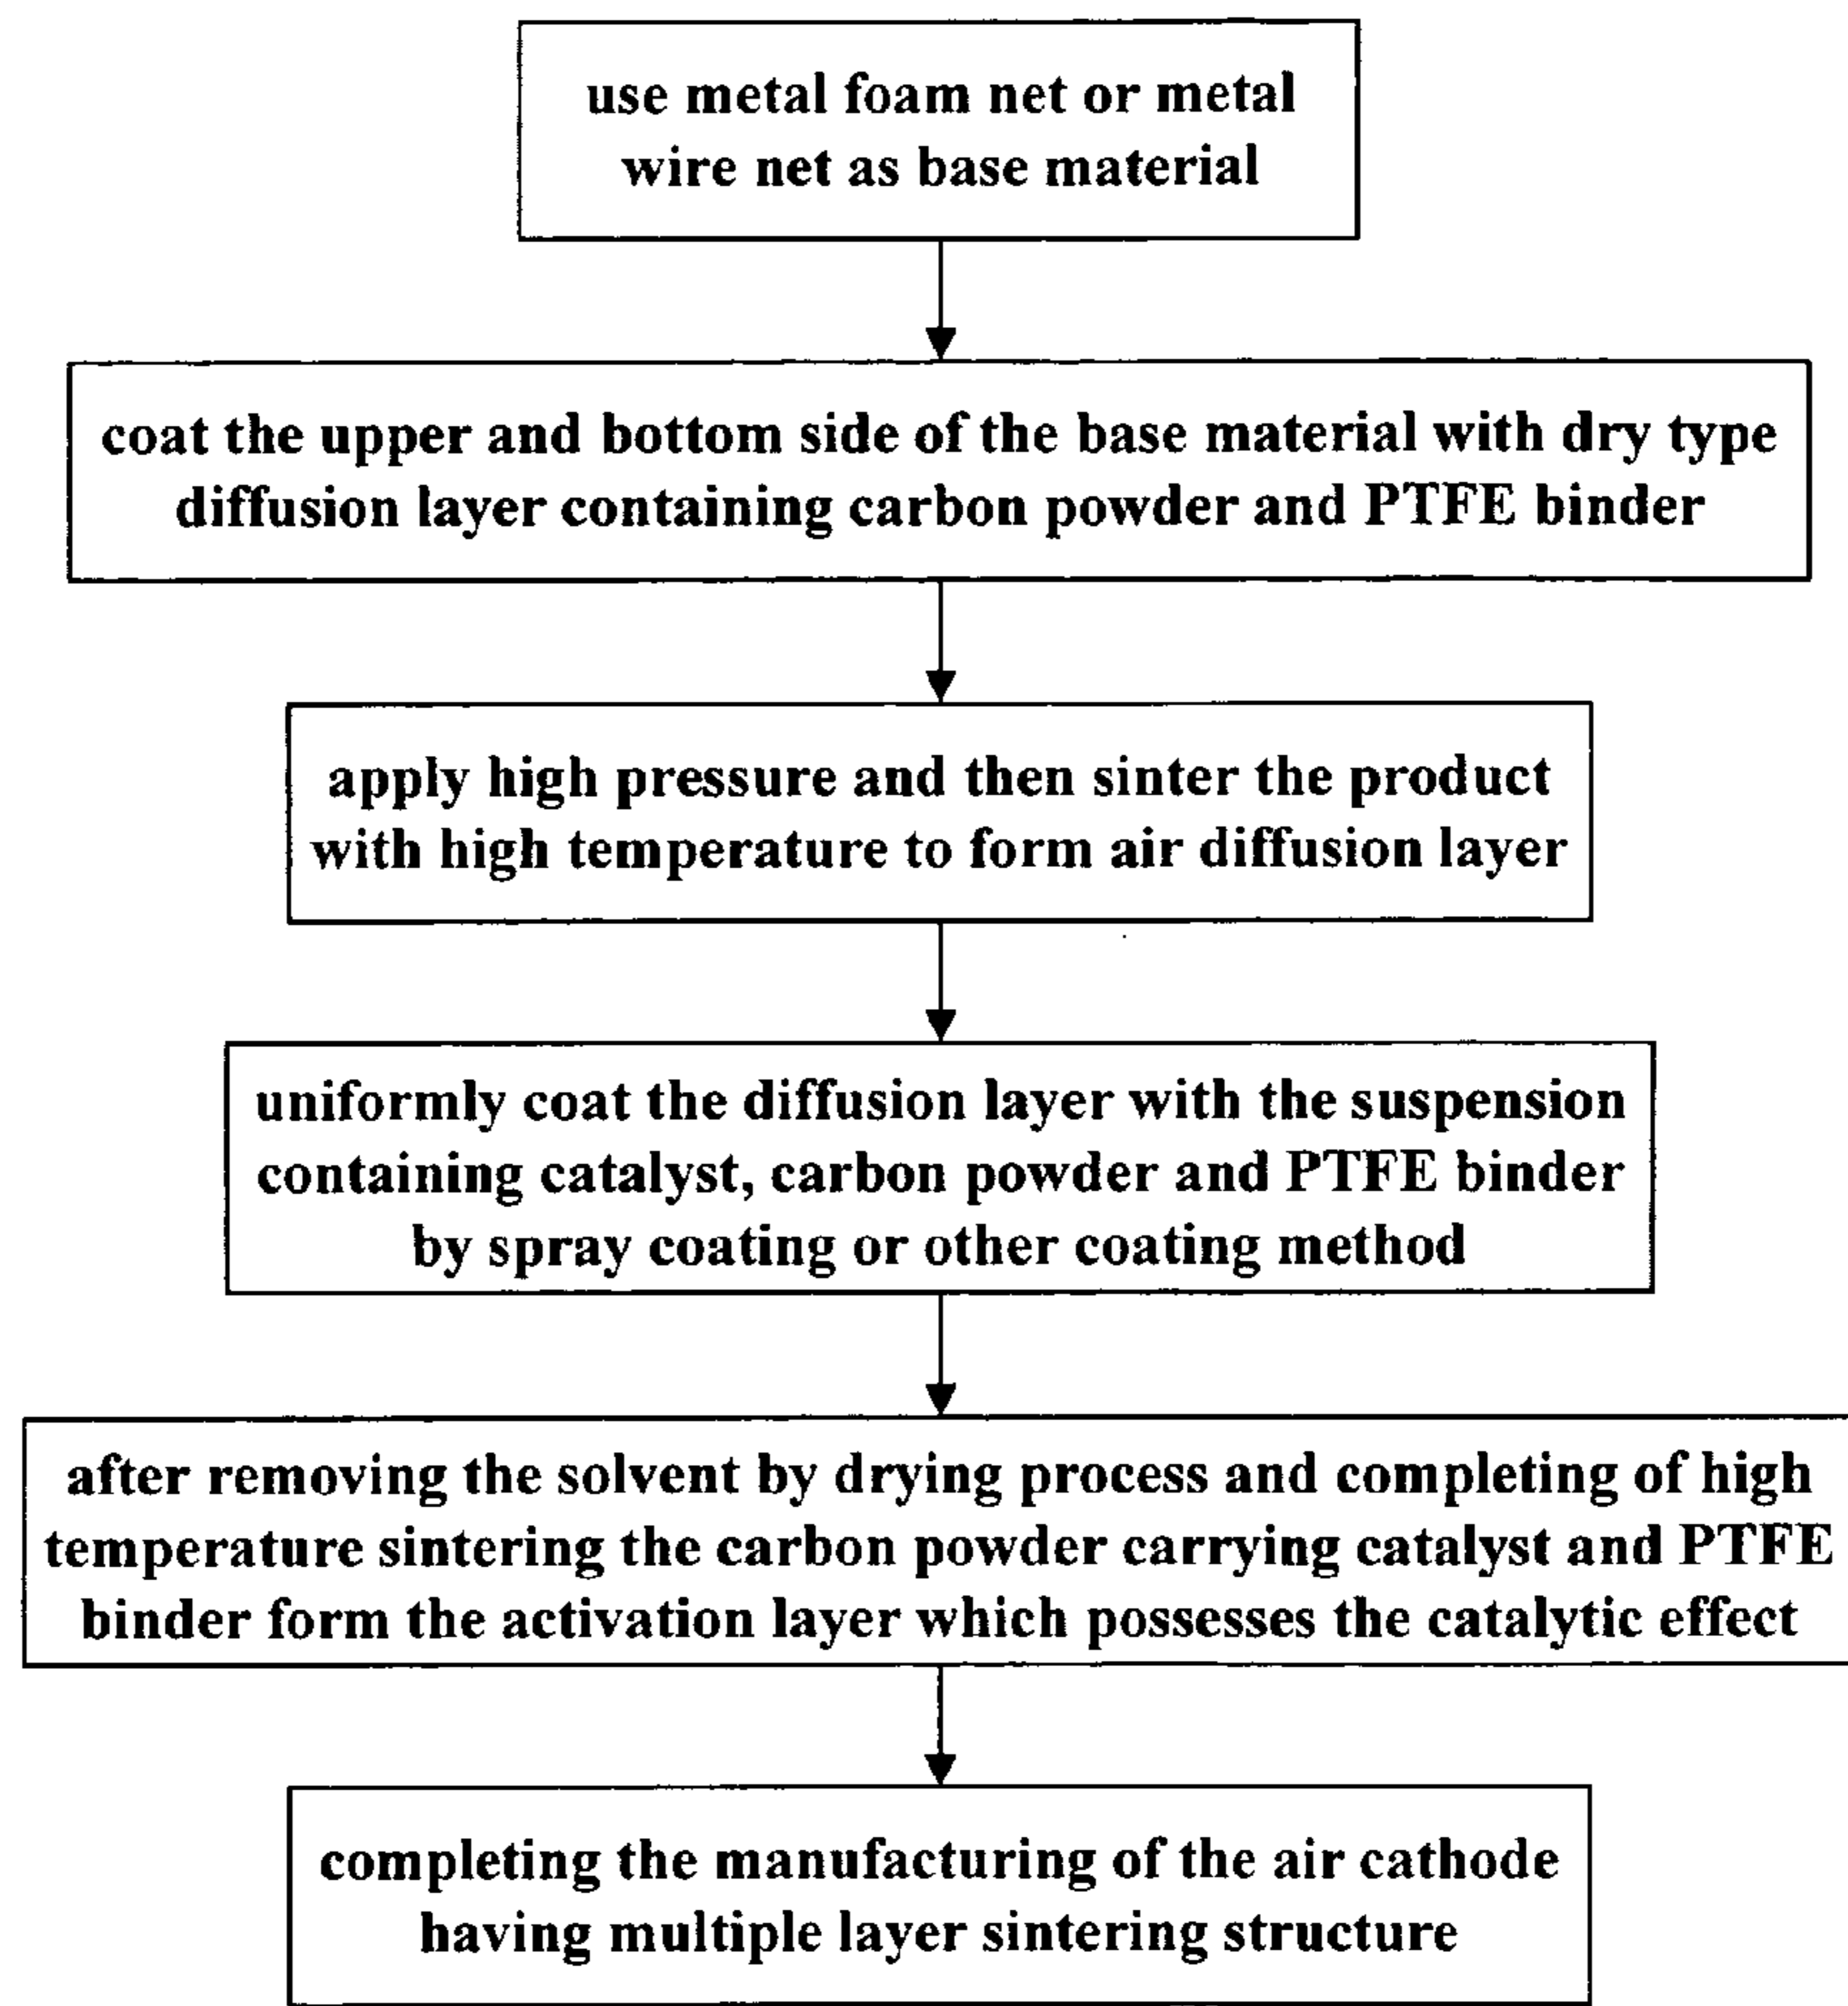 use metal foam net or metal
wire net as base material
coat the upper and bottom side of the base material with dry type
diffusion layer containing carbon powder and PTFE binder
apply high pressure and then sinter the product
with high temperature to form air diffusion layer
uniformly coat the diffusion layer with the suspension
containing catalyst, carbon powder and PTFE binder
by spray coating or other coating method
after removing the solvent by drying process and completing of high
temperature sintering the carbon powder carrying catalyst and PTFE
binder form the activation layer which possesses the catalytic effect
completing the manufacturing of the air cathode
having multiple layer sintering structure